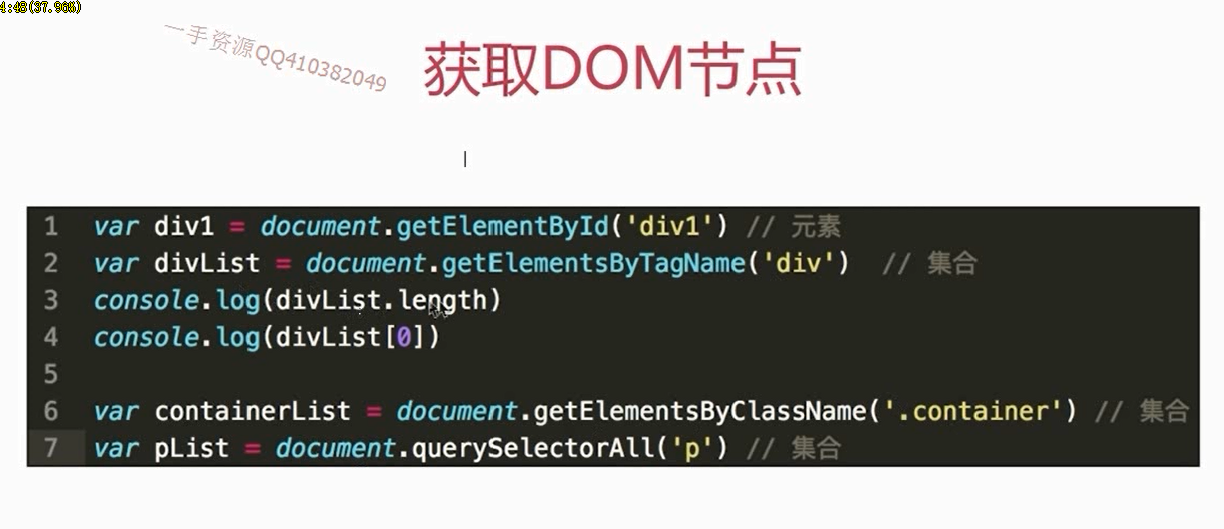 4:48(37.96%)
一手资源QQ410382049
获取DOM节点
1 var div1 = document.getElementById('div1') // 元素
2 var divList = document.getElementsByTagName('div') // 集合
3 console.log(divList.length)
4 console.log(divList[0])
5
6 var containerList = document.getElementsByClassName('.container') // 集合
7 var pList = document.querySelectorAll('p') // 集合